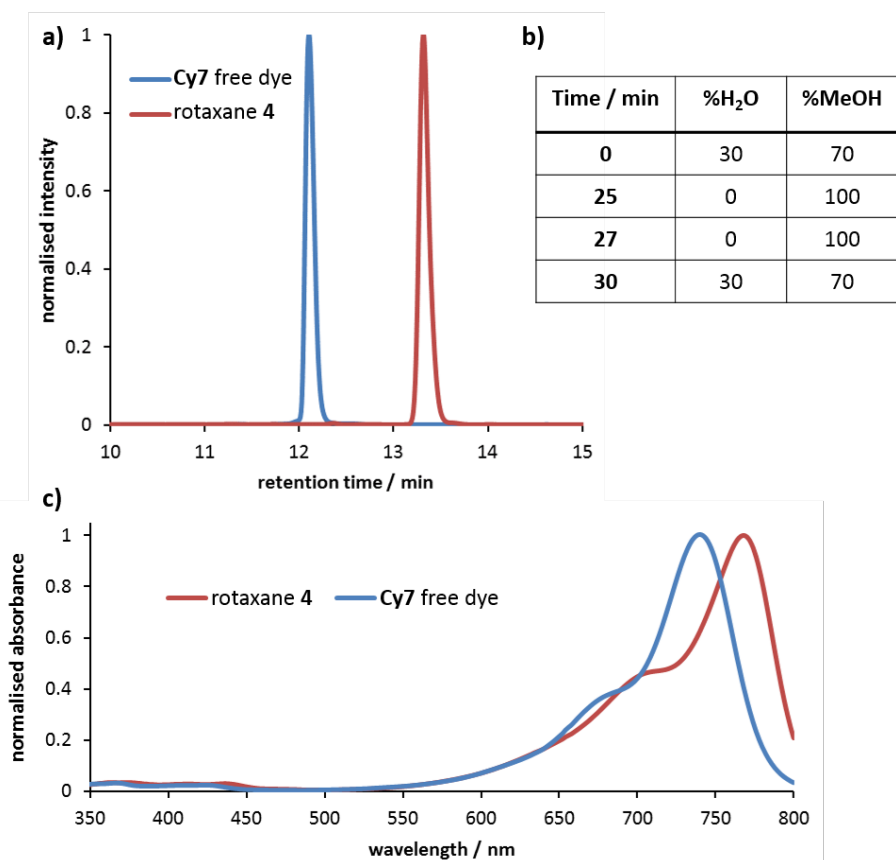 a)
Cy7 free dye
rotaxane 4
normalised intensity
1
0.8
0.6
0.4
0.2
0
10 11 12 13 14 15
retention time / min
b)
Time / min %H₂O %MeOH
0 30 70
25 0 100
27 0 100
30 30 70
c)
rotaxane 4 Cy7 free dye
normalised absorbance
1
0.8
0.6
0.4
0.2
0
350 400 450 500 550 600 650 700 750 800
wavelength / nm